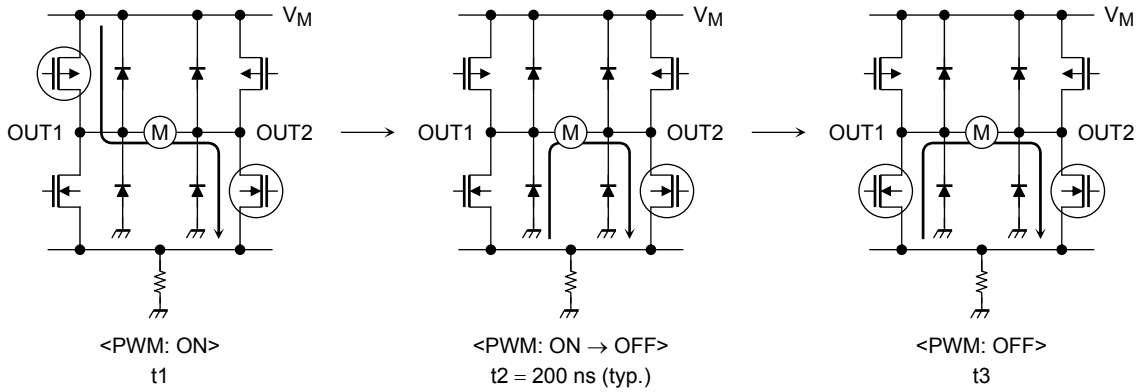 V_M
OUT1
M
OUT2
<PWM: ON>
t1
V_M
OUT1
M
OUT2
<PWM: ON → OFF>
t2 = 200 ns (typ.)
V_M
OUT1
M
OUT2
<PWM: OFF>
t3